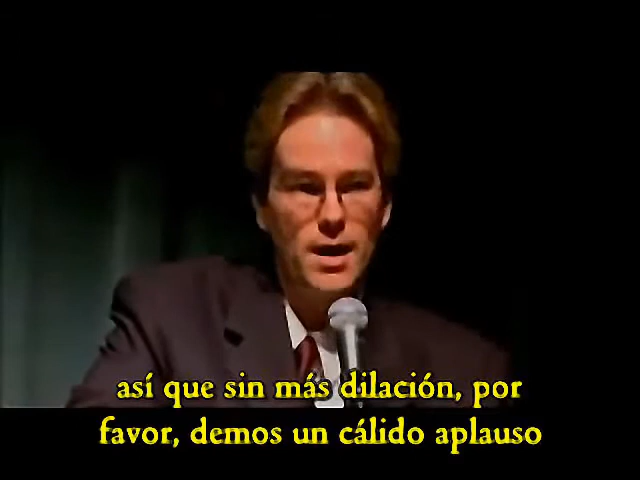 así que sin más dilación, por
favor, demos un cálido aplauso